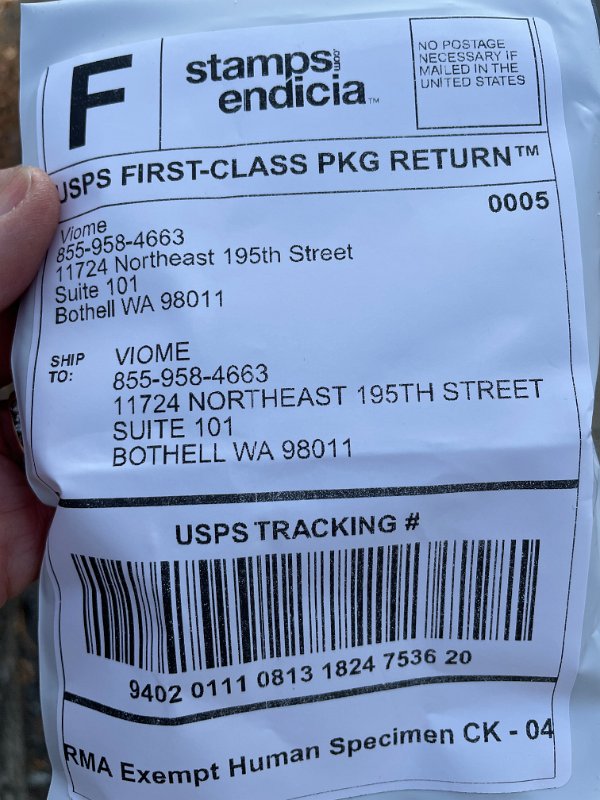 F
stamps
endicia™
NO POSTAGE
NECESSARY IF
MAILED IN THE
UNITED STATES
USPS FIRST-CLASS PKG RETURN™
0005
Viome
855-958-4663
11724 Northeast 195th Street
Suite 101
Bothell WA 98011
SHIP
TO:
VIOME
855-958-4663
11724 NORTHEAST 195TH STREET
SUITE 101
BOTHELL WA 98011
USPS TRACKING #
9402 0111 0813 1824 7536 20
RMA Exempt Human Specimen CK - 04